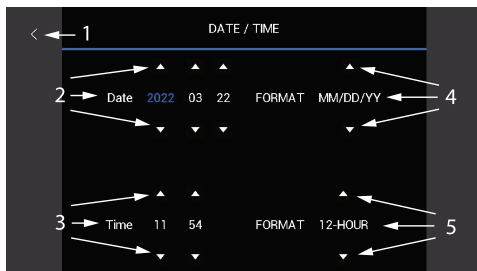 < 1 DATE / TIME
2 Date 2022 03 22 FORMAT MM/DD/YY 4
3 Time 11 54 FORMAT 12-HOUR 5